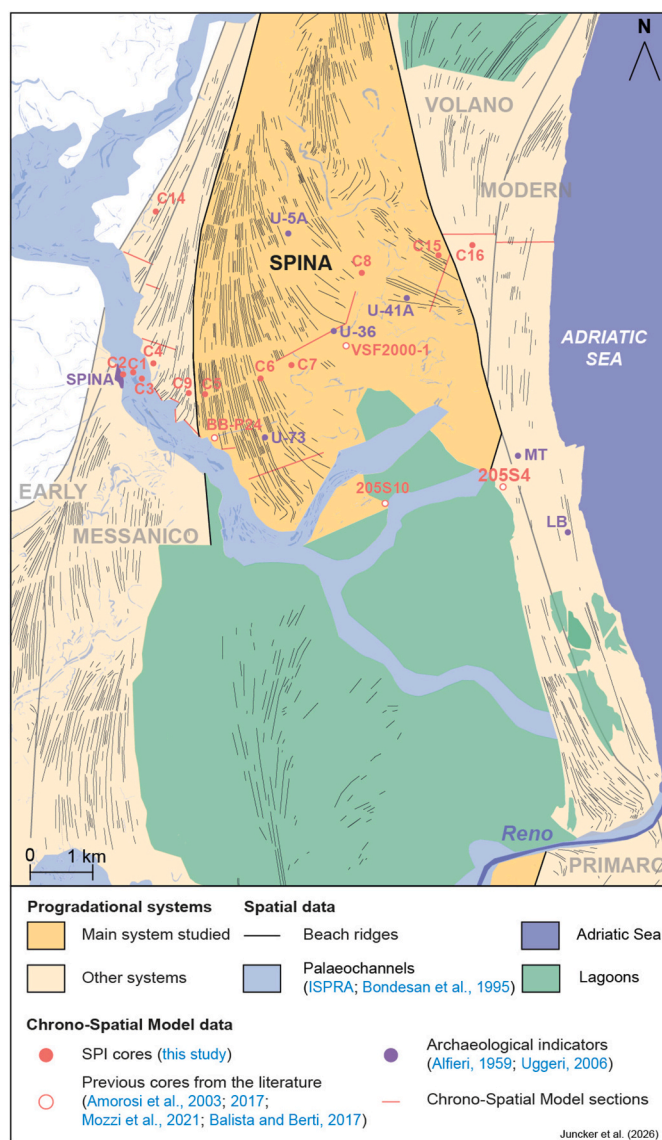 N
VOLANO
MODERN
C14
U-5A
SPINA
C8
C15
C16
U-41A
U-36
VSF2000-1
ADRIATIC
SEA
C4
C2
C1
SPINA
C3
C6
C7
C9
C5
BB-P24
U-73
MT
205S4
205S10
EARLY
MESSANICO
LB
Reno
0 1 km
PRIMARO
Progradational systems Spatial data
Main system studied Beach ridges Adriatic Sea
Other systems Palaeochannels Lagoons
(ISPRA; Bondesan et al., 1995)
Chrono-Spatial Model data
SPI cores (this study) Archaeological indicators
(Alfieri, 1959; Uggeri, 2006)
Previous cores from the literature
(Amorosi et al., 2003; 2017; Chrono-Spatial Model sections
Mozzi et al., 2021; Balista and Berti, 2017)
Juncker et al. (2026)